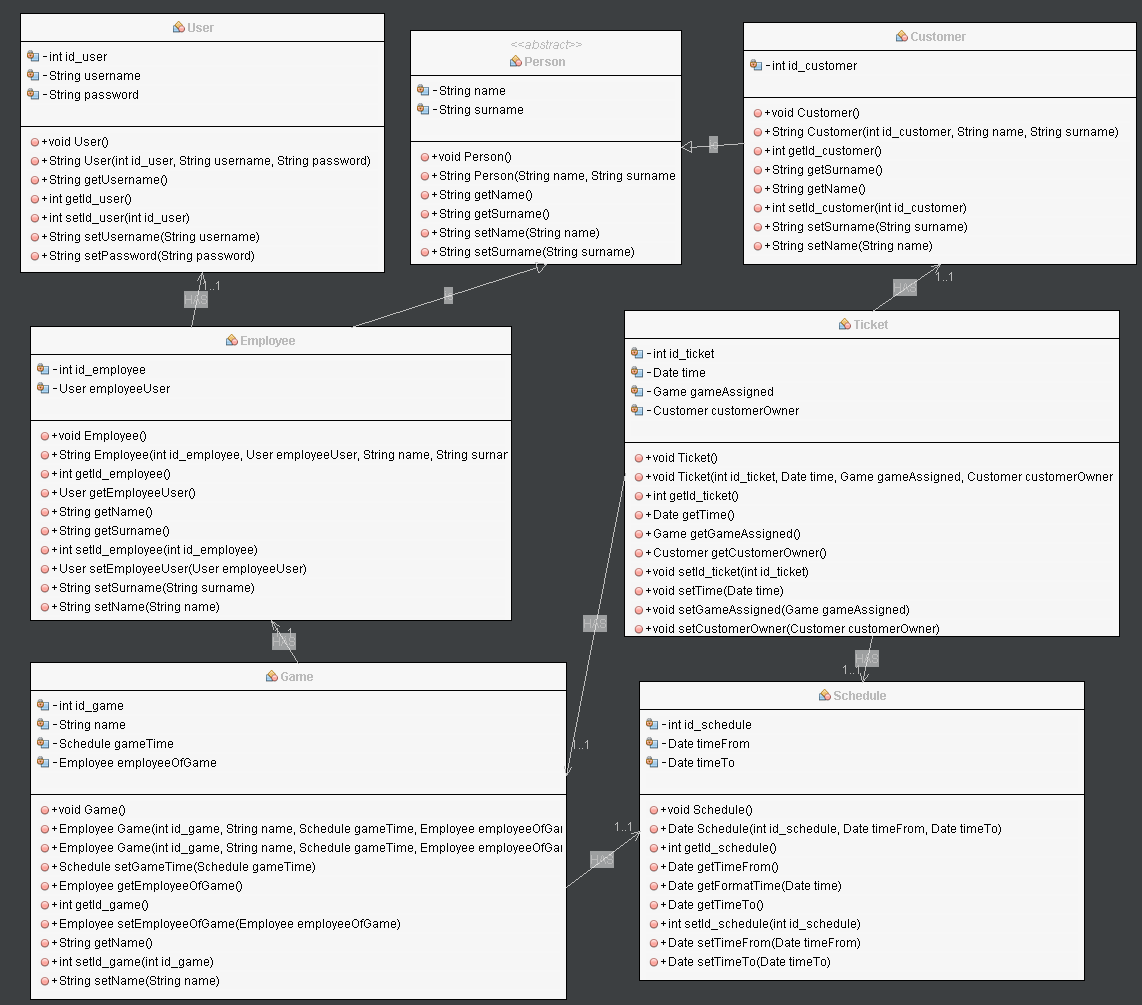 User
-int id_user
-String username
-String password
+void User()
+String User(int id_user, String username, String password)
+String getUsername()
+int getId_user()
+int setId_user(int id_user)
+String setUsername(String username)
+String setPassword(String password)
<<abstract>>
Person
-String name
-String surname
+void Person()
+String Person(String name, String surname
+String getName()
+String getSurname()
+String setName(String name)
+String setSurname(String surname)
Customer
-int id_customer
+void Customer()
+String Customer(int id_customer, String name, String surname)
+int getId_customer()
+String getSurname()
+String getName()
+int setId_customer(int id_customer)
+String setSurname(String surname)
+String setName(String name)
HAS
1..1
HAS
1..1
Employee
-int id_employee
-User employeeUser
+void Employee()
+String Employee(int id_employee, User employeeUser, String name, String surnar
+int getId_employee()
+User getEmployeeUser()
+String getName()
+String getSurname()
+int setId_employee(int id_employee)
+User setEmployeeUser(User employeeUser)
+String setSurname(String surname)
+String setName(String name)
Ticket
-int id_ticket
-Date time
-Game gameAssigned
-Customer customerOwner
+void Ticket()
+void Ticket(int id_ticket, Date time, Game gameAssigned, Customer customerOwner
+int getId_ticket()
+Date getTime()
+Game getGameAssigned()
+Customer getCustomerOwner()
+void setId_ticket(int id_ticket)
+void setTime(Date time)
+void setGameAssigned(Game gameAssigned)
+void setCustomerOwner(Customer customerOwner)
HAS
1..1
HAS
1..1
HAS
1..1
Game
-int id_game
-String name
-Schedule gameTime
-Employee employeeOfGame
+void Game()
+Employee Game(int id_game, String name, Schedule gameTime, Employee employeeOfGai
+Employee Game(int id_game, String name, Schedule gameTime, Employee employeeOfGai
+Schedule setGameTime(Schedule gameTime)
+Employee getEmployeeOfGame()
+int getId_game()
+Employee setEmployeeOfGame(Employee employeeOfGame)
+String getName()
+int setId_game(int id_game)
+String setName(String name)
1..1
HAS
Schedule
-int id_schedule
-Date timeFrom
-Date timeTo
+void Schedule()
+Date Schedule(int id_schedule, Date timeFrom, Date timeTo)
+int getId_schedule()
+Date getTimeFrom()
+Date getFormatTime(Date time)
+Date getTimeTo()
+int setId_schedule(int id_schedule)
+Date setTimeFrom(Date timeFrom)
+Date setTimeTo(Date timeTo)